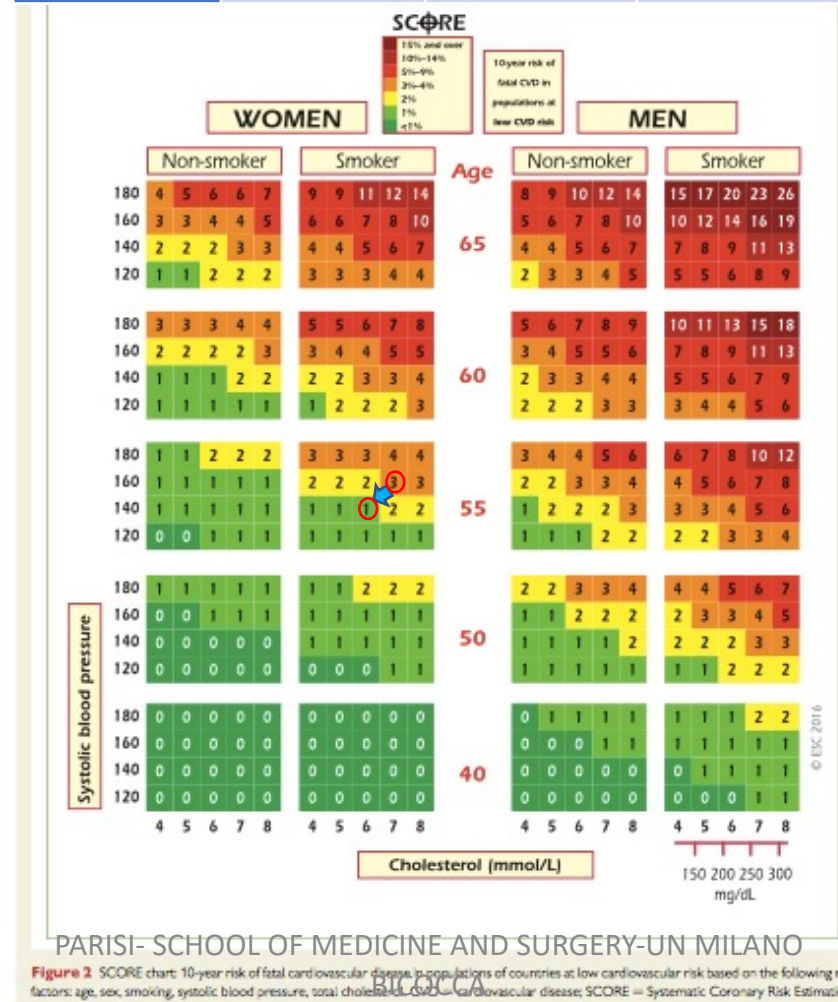 SCORE
15% and over
10%–14%
5%–9%
3%–4%
2%
1%
<1%
10 year risk of
fatal CVD in
populations at
low CVD risk
WOMEN
MEN
Non-smoker Smoker Age Non-smoker Smoker
180 4 5 6 6 7 9 9 11 12 14 8 9 10 12 14 15 17 20 23 26
160 3 3 4 4 5 6 6 7 8 10 5 6 7 8 10 10 12 14 16 19
140 2 2 2 3 3 4 4 5 6 7 65 4 4 5 6 7 7 8 9 11 13
120 1 1 2 2 2 3 3 3 4 4 2 3 3 4 5 5 5 6 8 9
180 3 3 3 4 4 5 5 6 7 8 5 6 7 8 9 10 11 13 15 18
160 2 2 2 2 3 3 4 4 5 5 3 4 5 5 6 7 8 9 11 13
140 1 1 1 2 2 2 2 3 3 4 60 2 3 3 4 4 5 5 6 7 9
120 1 1 1 1 1 1 2 2 2 3 2 2 2 3 3 3 4 4 5 6
180 1 1 2 2 2 3 3 3 4 4 3 4 4 5 6 6 7 8 10 12
160 1 1 1 1 1 2 2 2 3 3 2 2 3 3 4 4 5 6 7 8
140 1 1 1 1 1 1 1 1 2 2 55 1 2 2 2 3 3 3 4 5 6
120 0 0 1 1 1 1 1 1 1 1 1 1 1 2 2 2 2 3 3 4
180 1 1 1 1 1 1 1 2 2 2 2 2 3 3 4 4 4 5 6 7
160 0 0 1 1 1 1 1 1 1 1 1 1 2 2 2 2 3 3 4 5
140 0 0 0 0 0 1 1 1 1 1 50 1 1 1 1 2 2 2 2 3 3
120 0 0 0 0 0 0 0 0 1 1 1 1 1 1 1 1 1 2 2 2
180 0 0 0 0 0 0 0 0 0 0 0 1 1 1 1 1 1 1 2 2
160 0 0 0 0 0 0 0 0 0 0 0 0 0 1 1 1 1 1 1 1
140 0 0 0 0 0 0 0 0 0 0 40 0 0 0 0 0 0 1 1 1 1
120 0 0 0 0 0 0 0 0 0 0 0 0 0 0 0 0 0 0 1 1
4 5 6 7 8 4 5 6 7 8 4 5 6 7 8 4 5 6 7 8
Systolic blood pressure
© ESC 2016
Cholesterol (mmol/L)
150 200 250 300
mg/dL
PARISI- SCHOOL OF MEDICINE AND SURGERY-UN MILANO
BICOCCA
Figure 2 SCORE chart: 10-year risk of fatal cardiovascular disease in populations of countries at low cardiovascular risk based on the following
factors: age, sex, smoking, systolic blood pressure, total cholesterol. CVD = cardiovascular disease; SCORE = Systematic Coronary Risk